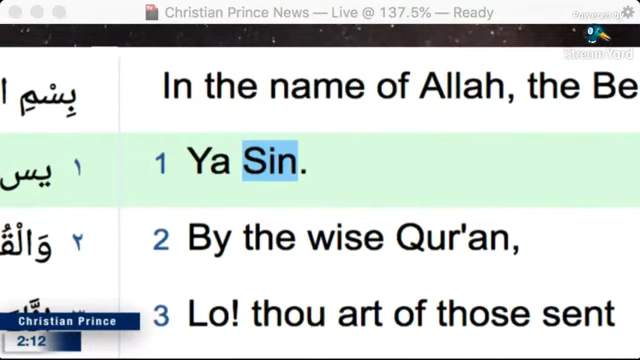 Christian Prince News — Live @ 137.5% — Ready
Powered by
Stream Yard
بِسْمِ In the name of Allah, the Be
يس ١ 1 Ya Sin.
٢ 2 By the wise Qur'an,
3 Lo! thou art of those sent
Christian Prince
2:12